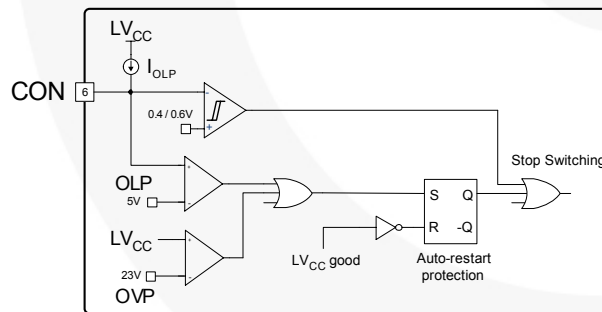 LVCC
IOLP
CON
6
-
0.4 / 0.6V
+
Stop Switching
OLP
5V
+
-
S Q
R -Q
LVCC
23V
+
-
OVP
LVCC good
Auto-restart
protection